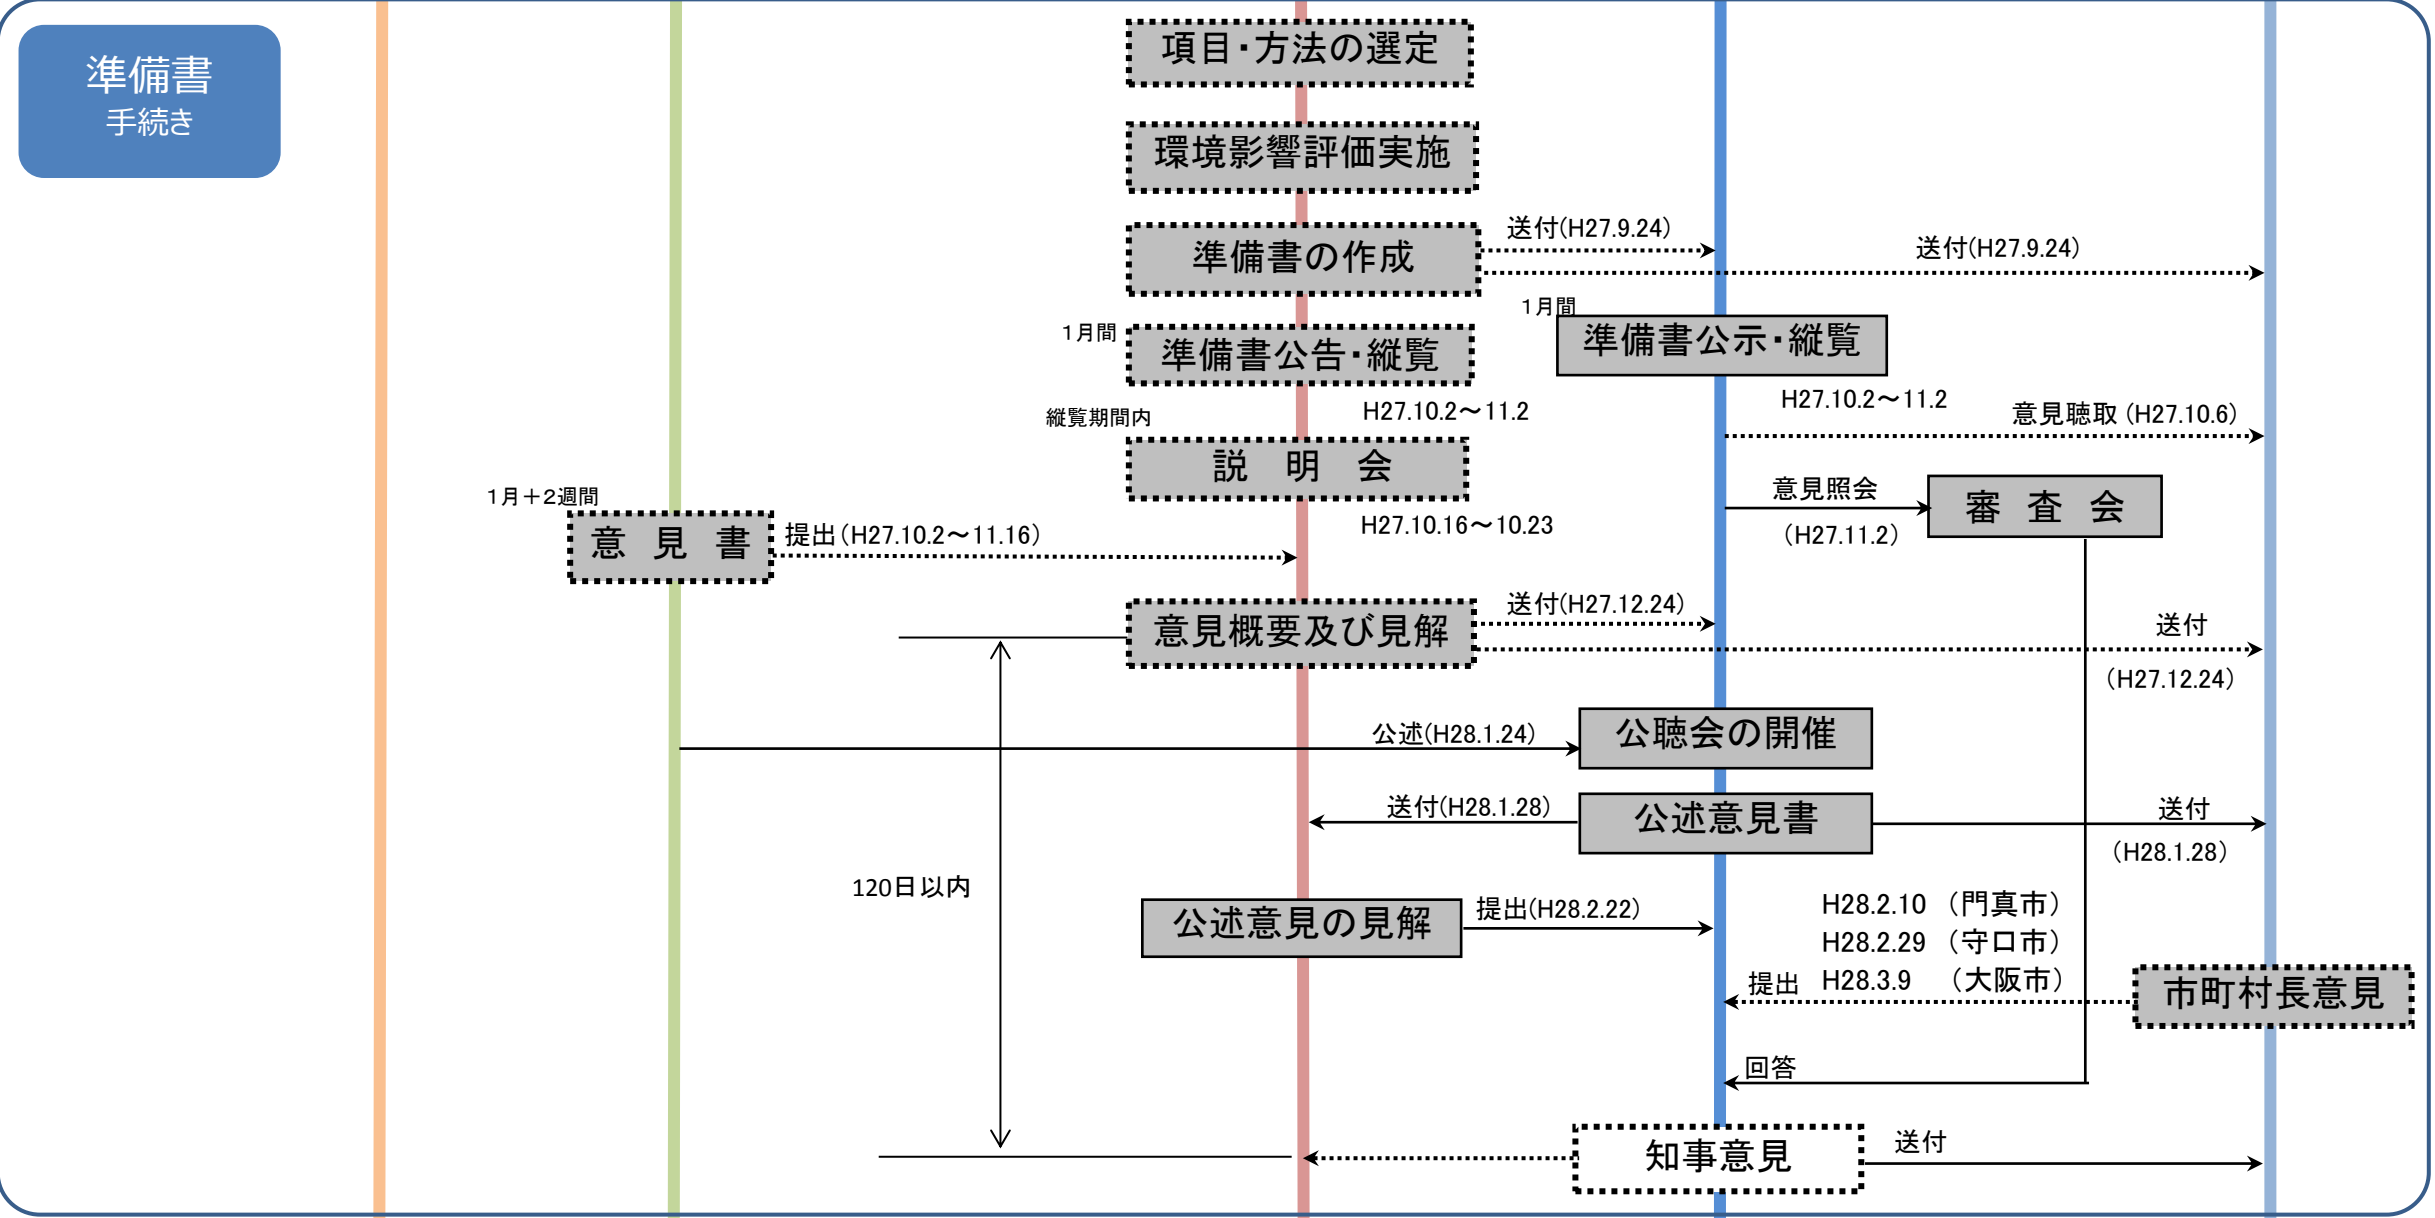 準備書
手続き
項目・方法の選定
環境影響評価実施
準備書の作成
送付(H27.9.24)
送付(H27.9.24)
1月間
準備書公告・縦覧
H27.10.2～11.2
1月間
準備書公示・縦覧
H27.10.2～11.2
意見聴取(H27.10.6)
縦覧期間内
説 明 会
H27.10.16～10.23
意見照会
（H27.11.2）
審 査 会
1月＋2週間
意 見 書
提出（H27.10.2～11.16）
意見概要及び見解
送付(H27.12.24)
送付
（H27.12.24）
公述(H28.1.24)
公聴会の開催
送付(H28.1.28)
公述意見書
送付
（H28.1.28）
120日以内
公述意見の見解
提出(H28.2.22)
H28.2.10 （門真市）
H28.2.29 （守口市）
提出 H28.3.9 （大阪市）
市町村長意見
回答
知事意見
送付